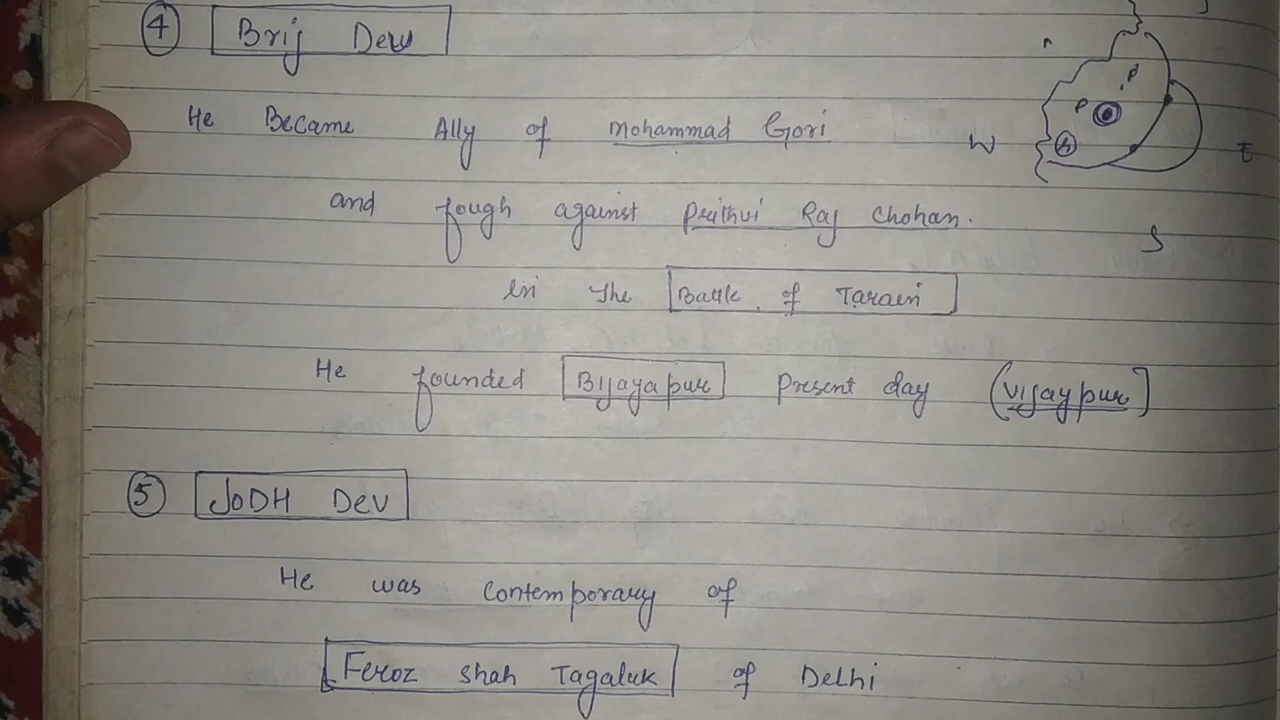 ④ Brij Dev
He Became Ally of Mohammad Gori
and fough against Prithvi Raj Chohan.
In the Battle of Tarain
He founded Bijayapur Present day (Vijaypur]
⑤ JODH DEV
He was contemporary of
Feroz shah Tagaluk of Delhi
P
P
A
W
E
S